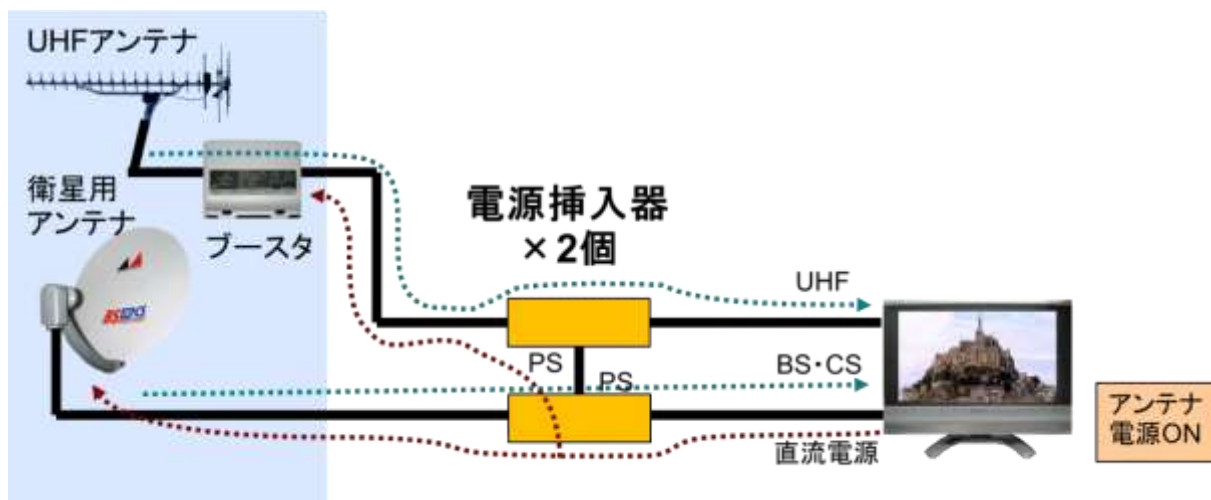 UHFアンテナ
衛星用
アンテナ
ブースタ
電源挿入器
×2個
UHF
PS
PS
BS・CS
直流電源
アンテナ
電源ON